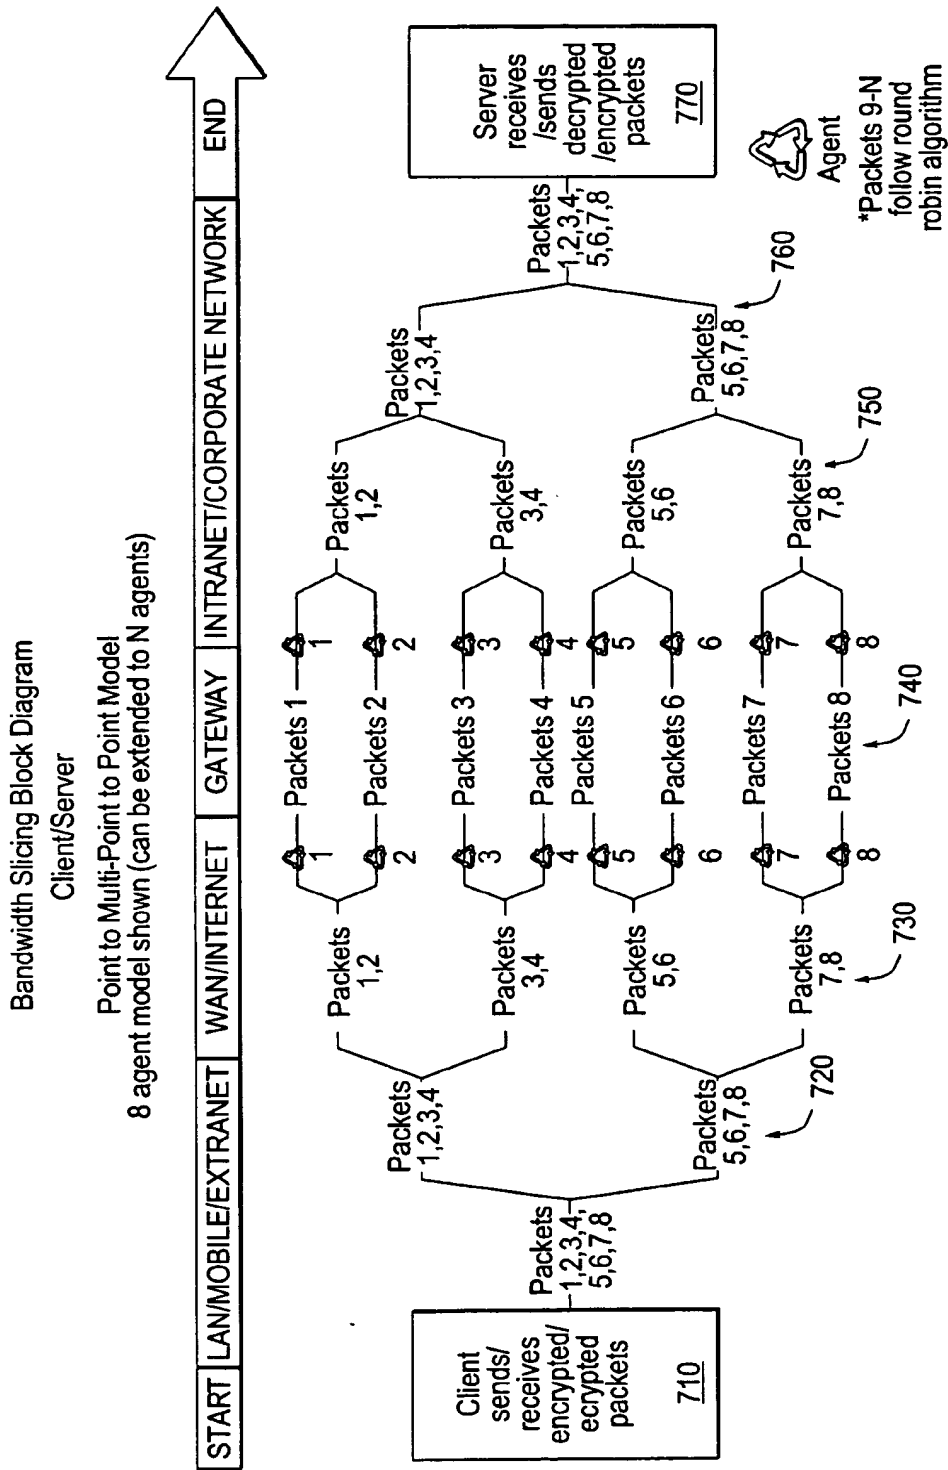 Bandwidth Slicing Block Diagram
Client/Server
Point to Multi-Point to Point Model
8 agent model shown (can be extended to N agents)
START
LAN/MOBILE/EXTRANET
WAN/INTERNET
GATEWAY
INTRANET/CORPORATE NETWORK
END
Client
sends/
receives
encrypted/
ecrypted
packets
710
Packets
1,2,3,4,
5,6,7,8
Packets
1,2,3,4
Packets
5,6,7,8
720
Packets
1,2
Packets
3,4
Packets
5,6
Packets
7,8
730
1
2
3
4
5
6
7
8
Packets 1
Packets 2
Packets 3
Packets 4
Packets 5
Packets 6
Packets 7
Packets 8
740
1
2
3
4
5
6
7
8
Packets
1,2
Packets
3,4
Packets
5,6
Packets
7,8
750
Packets
1,2,3,4
Packets
5,6,7,8
760
Packets
1,2,3,4,
5,6,7,8
Server
receives
/sends
decrypted
/encrypted
packets
770
Agent
*Packets 9-N
follow round
robin algorithm